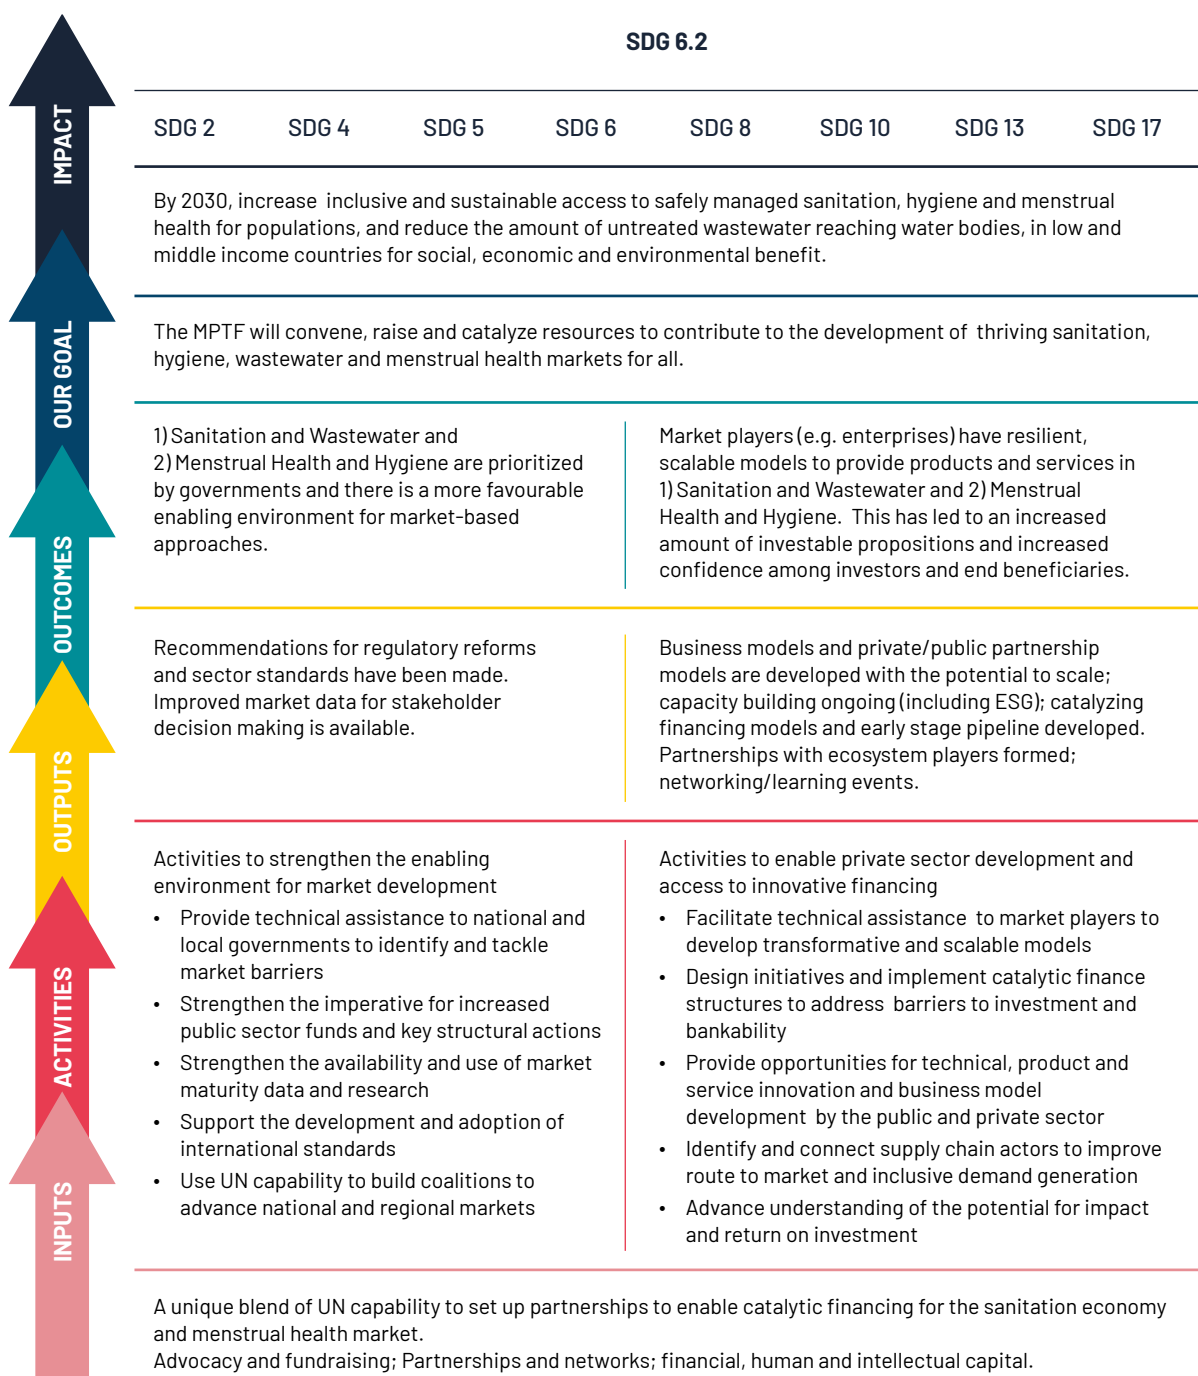 SDG 6.2
IMPACT
SDG 2 SDG 4 SDG 5 SDG 6 SDG 8 SDG 10 SDG 13 SDG 17
By 2030, increase inclusive and sustainable access to safely managed sanitation, hygiene and menstrual
health for populations, and reduce the amount of untreated wastewater reaching water bodies, in low and
middle income countries for social, economic and environmental benefit.
OUR GOAL
The MPTF will convene, raise and catalyze resources to contribute to the development of thriving sanitation,
hygiene, wastewater and menstrual health markets for all.
OUTCOMES
1) Sanitation and Wastewater and
2) Menstrual Health and Hygiene are prioritized
by governments and there is a more favourable
enabling environment for market-based
approaches.
Market players (e.g. enterprises) have resilient,
scalable models to provide products and services in
1) Sanitation and Wastewater and 2) Menstrual
Health and Hygiene. This has led to an increased
amount of investable propositions and increased
confidence among investors and end beneficiaries.
OUTPUTS
Recommendations for regulatory reforms
and sector standards have been made.
Improved market data for stakeholder
decision making is available.
Business models and private/public partnership
models are developed with the potential to scale;
capacity building ongoing (including ESG); catalyzing
financing models and early stage pipeline developed.
Partnerships with ecosystem players formed;
networking/learning events.
ACTIVITIES
Activities to strengthen the enabling
environment for market development
• Provide technical assistance to national and
local governments to identify and tackle
market barriers
• Strengthen the imperative for increased
public sector funds and key structural actions
• Strengthen the availability and use of market
maturity data and research
• Support the development and adoption of
international standards
• Use UN capability to build coalitions to
advance national and regional markets
Activities to enable private sector development and
access to innovative financing
• Facilitate technical assistance to market players to
develop transformative and scalable models
• Design initiatives and implement catalytic finance
structures to address barriers to investment and
bankability
• Provide opportunities for technical, product and
service innovation and business model
development by the public and private sector
• Identify and connect supply chain actors to improve
route to market and inclusive demand generation
• Advance understanding of the potential for impact
and return on investment
INPUTS
A unique blend of UN capability to set up partnerships to enable catalytic financing for the sanitation economy
and menstrual health market.
Advocacy and fundraising; Partnerships and networks; financial, human and intellectual capital.